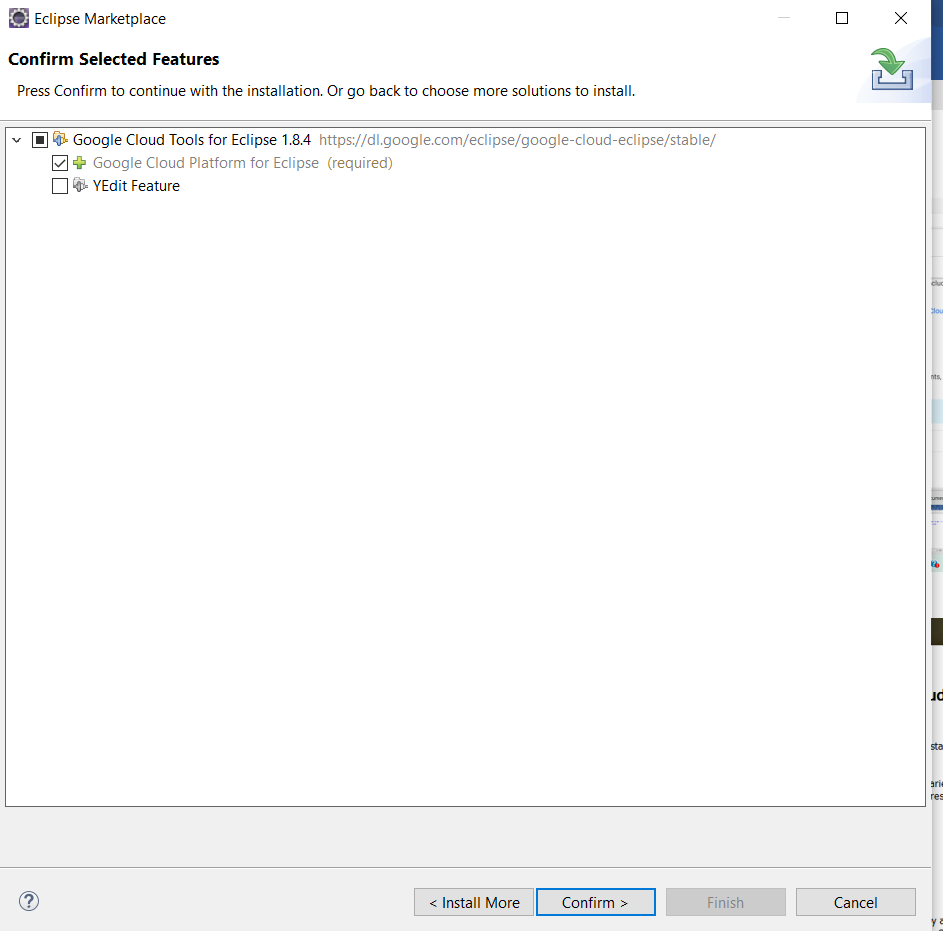 Eclipse Marketplace
Confirm Selected Features
Press Confirm to continue with the installation. Or go back to choose more solutions to install.
Google Cloud Tools for Eclipse 1.8.4 https://dl.google.com/eclipse/google-cloud-eclipse/stable/
Google Cloud Platform for Eclipse (required)
YEdit Feature
< Install More
Confirm >
Finish
Cancel